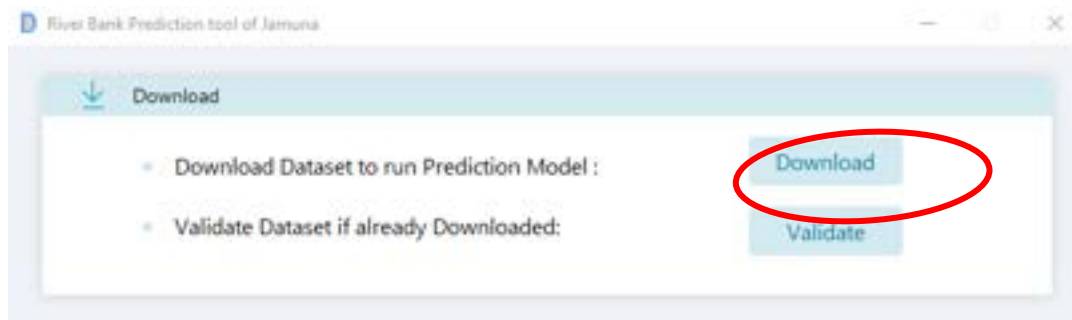 River Bank Prediction tool of Jamuna
Download
Download Dataset to run Prediction Model :
Download
Validate Dataset if already Downloaded:
Validate